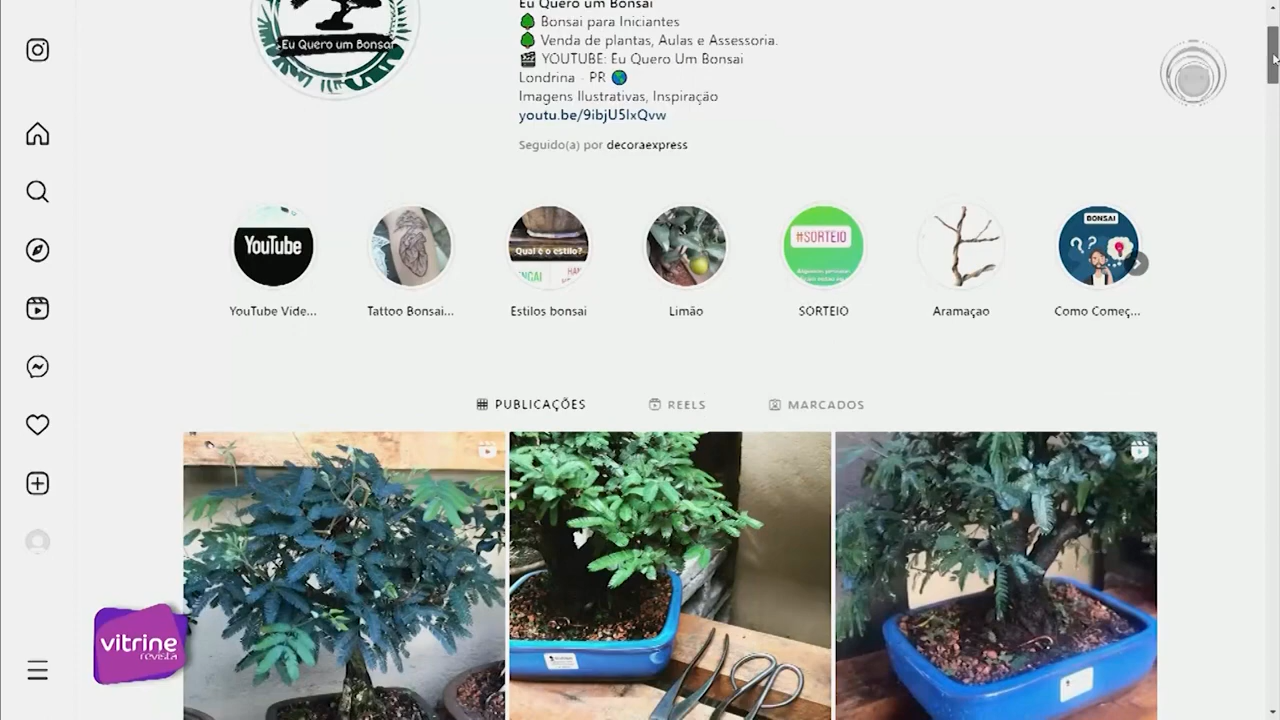 Eu Quero um Bonsai
Eu Quero um Bonsai
Bonsai para Iniciantes
Venda de plantas, Aulas e Assessoria.
YOUTUBE: Eu Quero Um Bonsai
Londrina - PR
Imagens Ilustrativas, Inspiração
youtu.be/9ibjU5IxQvw
Seguido(a) por decoraexpress
YouTube
Qual é o estilo?
#SORTEIO
BONSAI
YouTube Vide...
Tattoo Bonsai...
Estilos bonsai
Limão
SORTEIO
Aramaçao
Como Começ...
PUBLICAÇÕES
REELS
MARCADOS
vitrine
revista